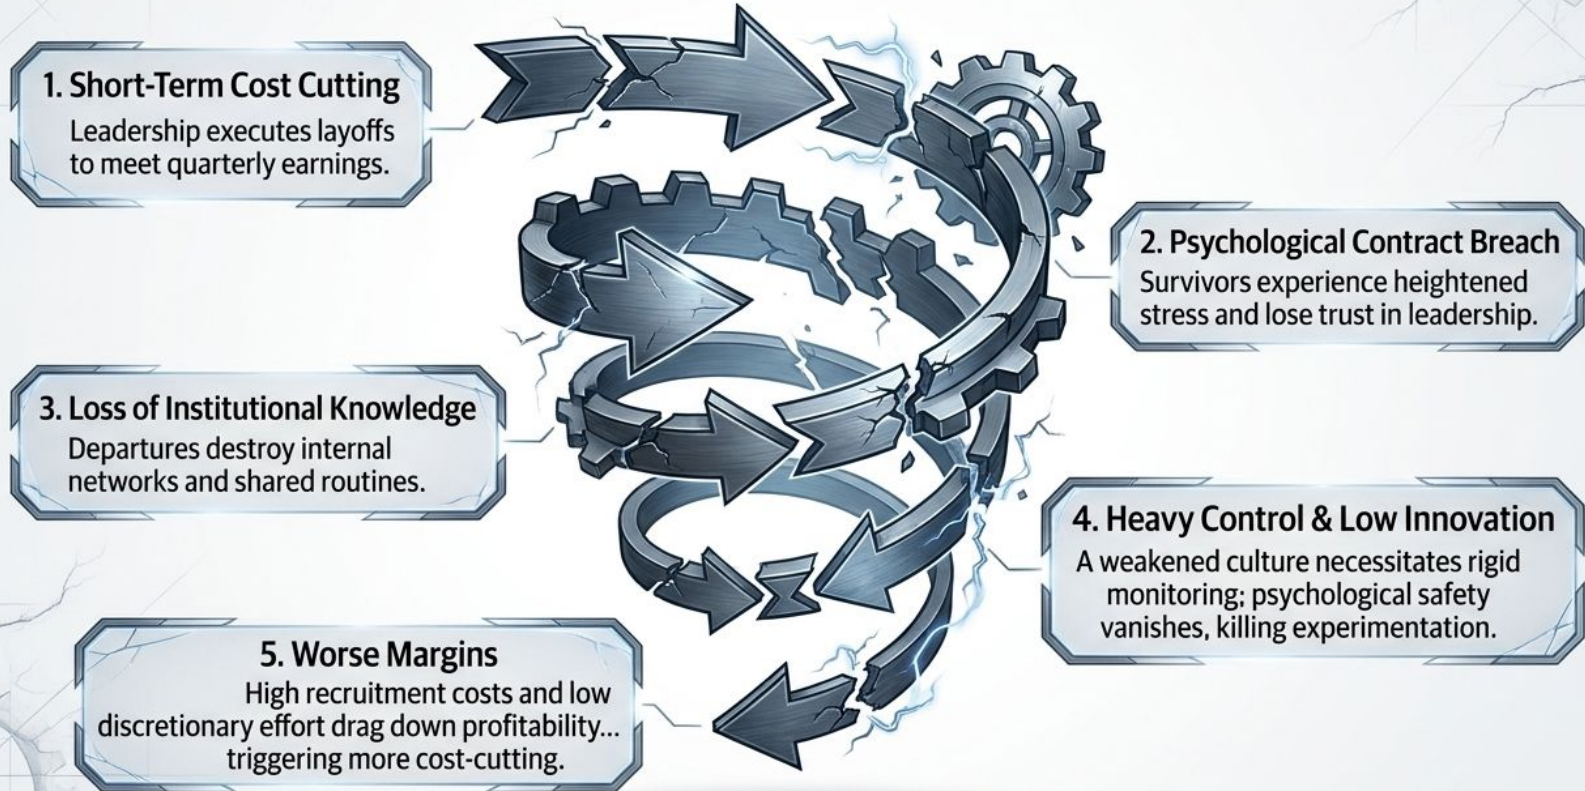 1. Short-Term Cost Cutting
Leadership executes layoffs
to meet quarterly earnings.
2. Psychological Contract Breach
Survivors experience heightened
stress and lose trust in leadership.
3. Loss of Institutional Knowledge
Departures destroy internal
networks and shared routines.
4. Heavy Control & Low Innovation
A weakened culture necessitates rigid
monitoring; psychological safety
vanishes, killing experimentation.
5. Worse Margins
High recruitment costs and low
discretionary effort drag down profitability...
triggering more cost-cutting.